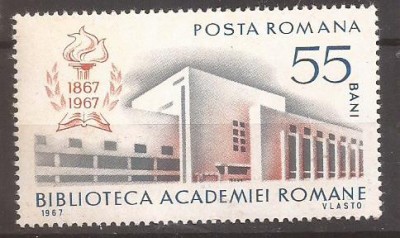 POSTA ROMANA
55
BANI
1867
1967
BIBLIOTECA ACADEMIEI ROMANE
1967
VLASTO